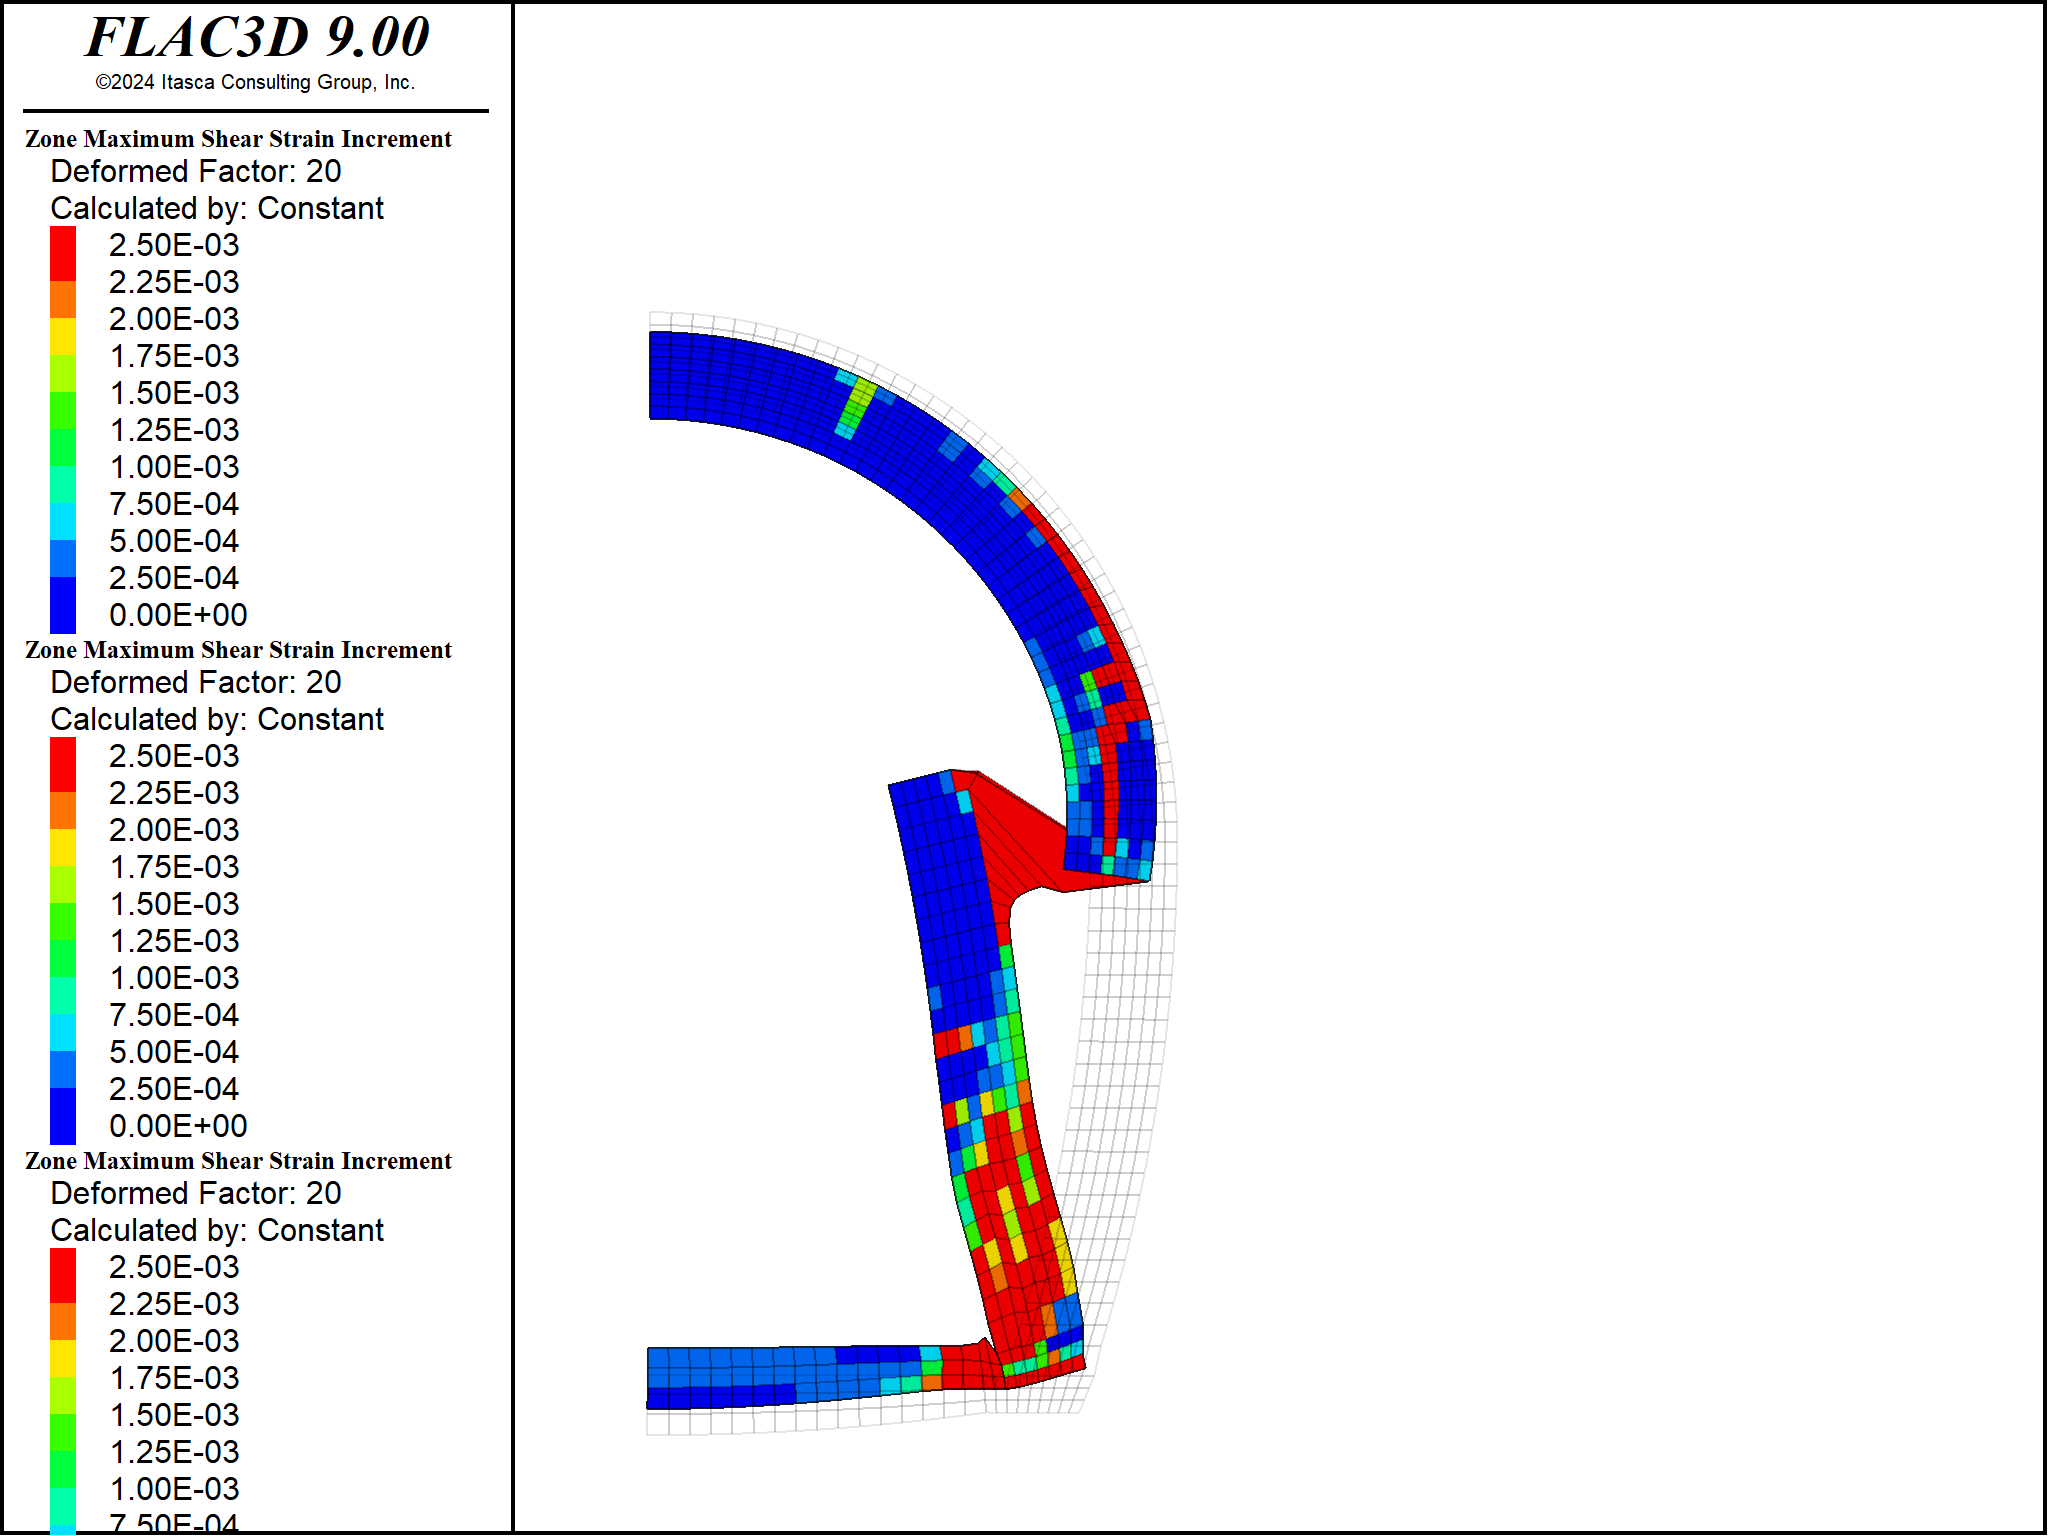 FLAC3D 9.00
©2024 Itasca Consulting Group, Inc.
Zone Maximum Shear Strain Increment
Deformed Factor: 20
Calculated by: Constant
2.50E-03
2.25E-03
2.00E-03
1.75E-03
1.50E-03
1.25E-03
1.00E-03
7.50E-04
5.00E-04
2.50E-04
0.00E+00
Zone Maximum Shear Strain Increment
Deformed Factor: 20
Calculated by: Constant
2.50E-03
2.25E-03
2.00E-03
1.75E-03
1.50E-03
1.25E-03
1.00E-03
7.50E-04
5.00E-04
2.50E-04
0.00E+00
Zone Maximum Shear Strain Increment
Deformed Factor: 20
Calculated by: Constant
2.50E-03
2.25E-03
2.00E-03
1.75E-03
1.50E-03
1.25E-03
1.00E-03
7.50E-04